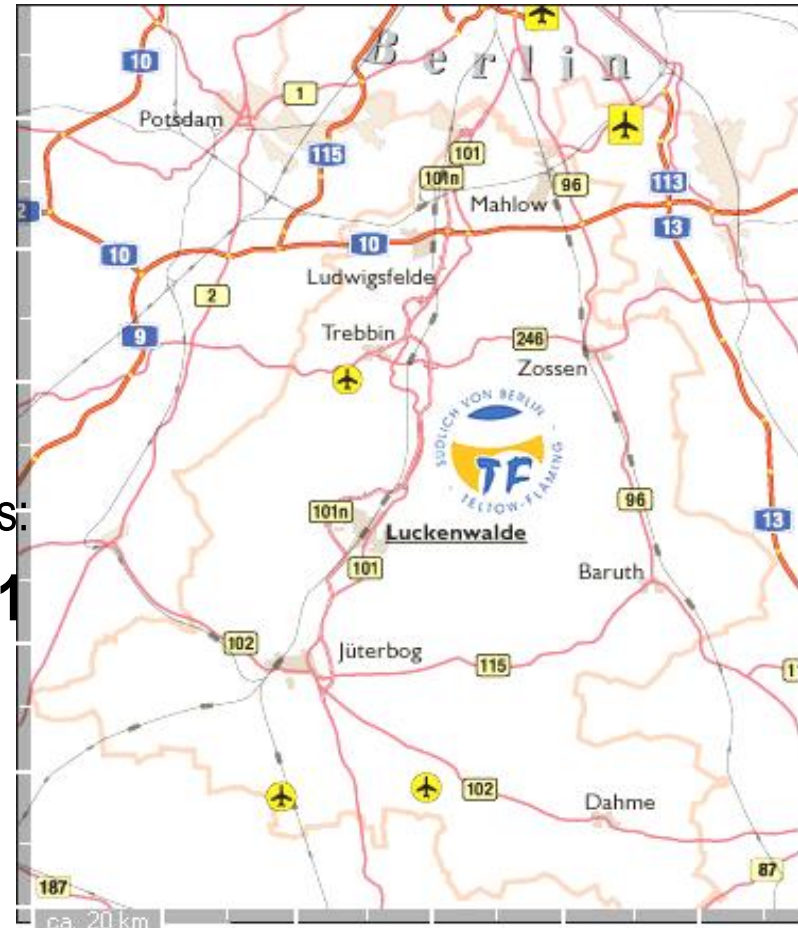 Berlin
10
1
Potsdam
115
101
101n
96
113
Mahlow
2
13
10
10
Ludwigsfelde
2
9
Trebbin
246
Zossen
SÜDLICH VON BERLIN
TF
- TELTOW-FLÄMING -
96
s:
101n
13
Luckenwalde
101
Baruth
1
102
Jüterbog
115
11
102
Dahme
87
187
ca. 20 km